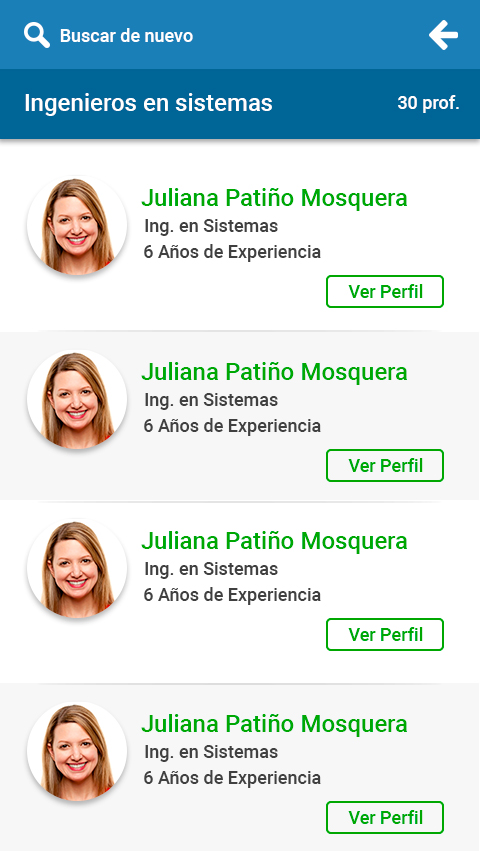 Buscar de nuevo
Ingenieros en sistemas 30 prof.
Juliana Patiño Mosquera
Ing. en Sistemas
6 Años de Experiencia
Ver Perfil
Juliana Patiño Mosquera
Ing. en Sistemas
6 Años de Experiencia
Ver Perfil
Juliana Patiño Mosquera
Ing. en Sistemas
6 Años de Experiencia
Ver Perfil
Juliana Patiño Mosquera
Ing. en Sistemas
6 Años de Experiencia
Ver Perfil